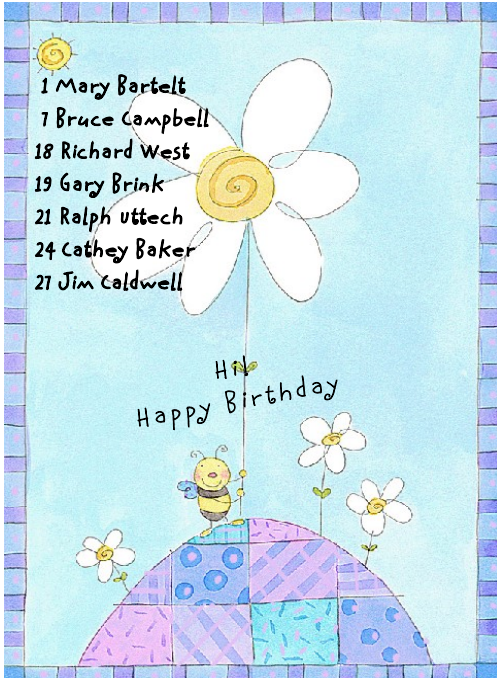 1 Mary Bartelt
7 Bruce Campbell
18 Richard West
19 Gary Brink
21 Ralph uttech
24 Cathey Baker
27 Jim Caldwell
Hi!
Happy Birthday